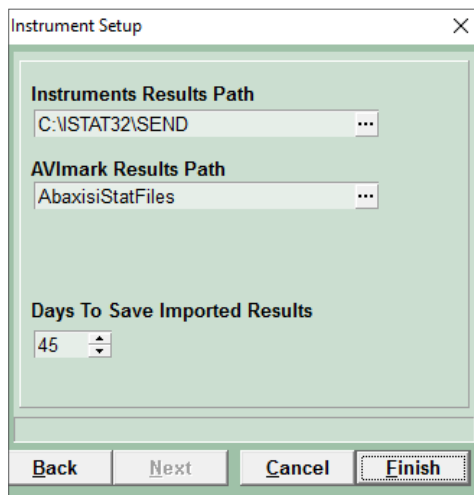 Instrument Setup
Instruments Results Path
C:\ISTAT32\SEND
...
AVImark Results Path
AbaxisiStatFiles
...
Days To Save Imported Results
45
Back Next Cancel Finish